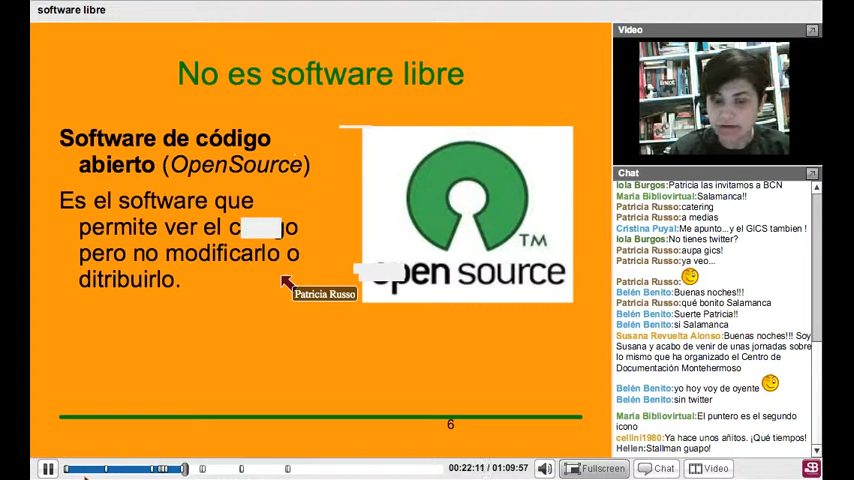 software libre
No es software libre
Software de código
abierto (OpenSource)
Es el software que
permite ver el
pero no modificarlo o
ditribuirlo.
Patricia Russo
TM
open source
6
Video
Chat
lola Burgos:Patricia las invitamos a BCN
Maria Bibliovirtual:Salamanca!!
Patricia Russo:catering
Patricia Russo:a medias
Cristina Puyal:Me apunto...y el GICS tambien !
lola Burgos:No tienes twitter?
Patricia Russo:aupa gics!
Patricia Russo:ya veo...
Patricia Russo:
Belén Benito:Buenas noches!!!
Patricia Russo:qué bonito Salamanca
Belén Benito:Suerte Patricia!!
Belén Benito:si Salamanca
Susana Revuelta Alonso:Buenas noches!!! Soy
Susana y acabo de venir de unas jornadas sobre
lo mismo que ha organizado el Centro de
Documentación Montehermoso
Belén Benito:yo hoy voy de oyente
Belén Benito:sin twitter
Maria Bibliovirtual:El puntero es el segundo
icono
cellini1980:Ya hace unos añitos. ¡Qué tiempos!
Hellen:Stallman guapo!
00:22:11 / 01:09:57
Fullscreen
Chat
Video